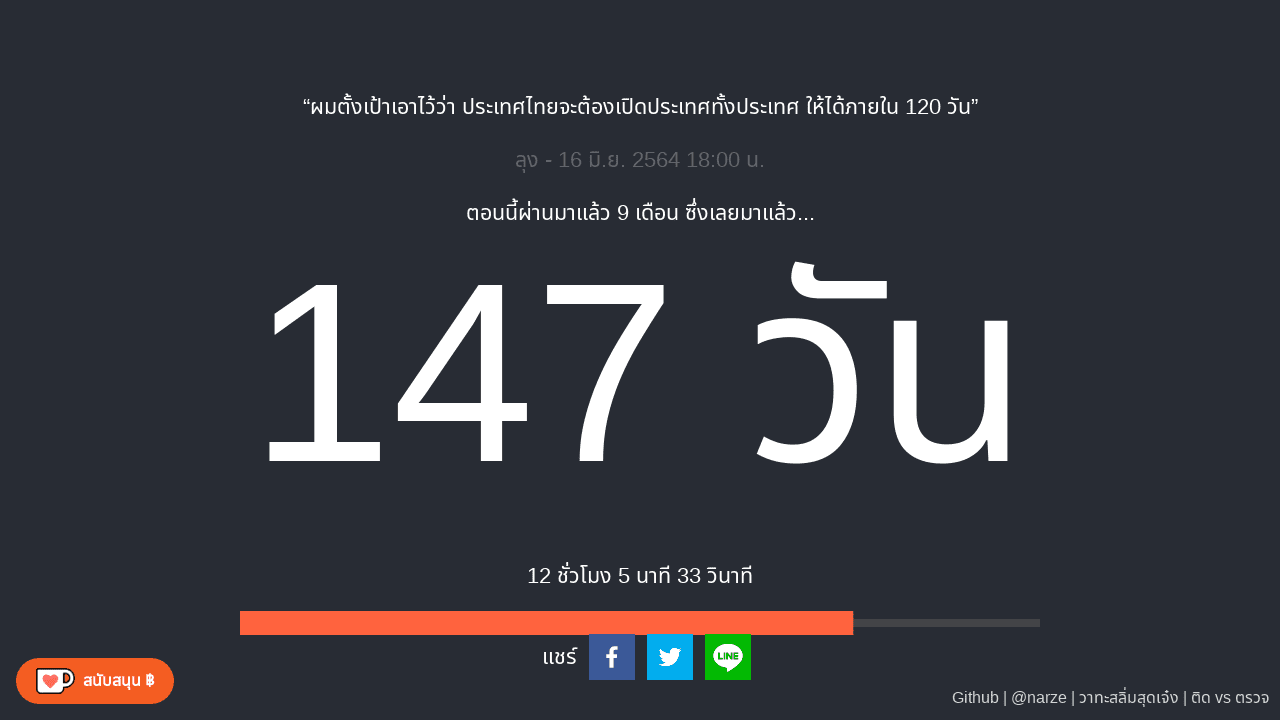 “ผมตั้งเป้าเอาไว้ว่า ประเทศไทยจะต้องเปิดประเทศทั้งประเทศ ให้ได้ภายใน 120 วัน”
ลุง - 16 มิ.ย. 2564 18:00 น.
ตอนนี้ผ่านมาแล้ว 9 เดือน ซึ่งเลยมาแล้ว...
147 วัน
12 ชั่วโมง 5 นาที 33 วินาที
แชร์
LINE
สนับสนุน ฿
Github | @narze | วาทะสลิ่มสุดเจ๋ง | ติด vs ตรวจ